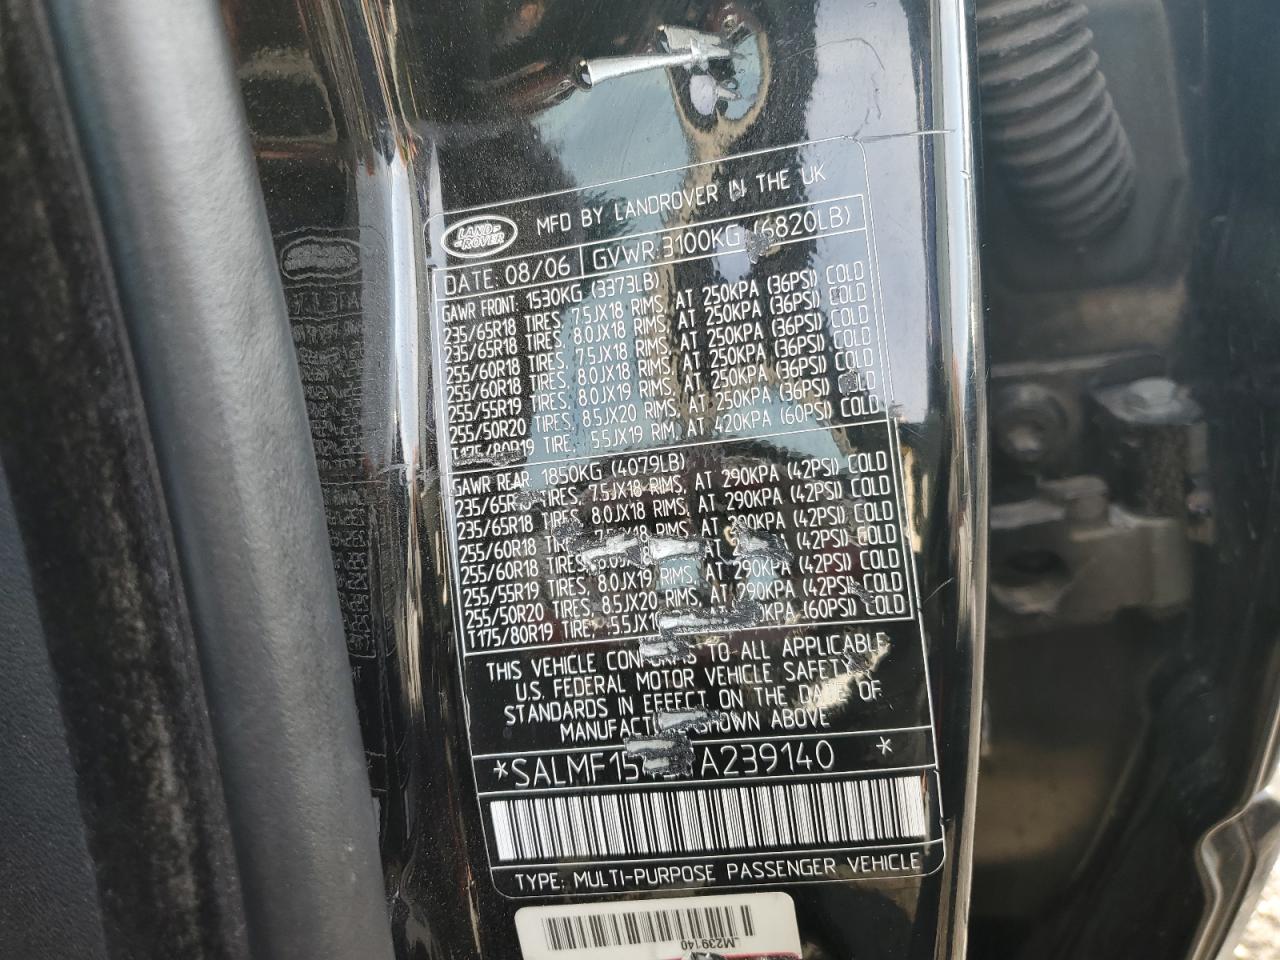 LAND-
-ROVER
MFD BY LANDROVER IN THE UK
DATE: 08/06 GVWR: 3100KG (6820LB)
GAWR FRONT: 1530KG (3373LB)
235/65R18 TIRES, 7.5JX18 RIMS, AT 250KPA (36PSI) COLD
235/65R18 TIRES, 8.0JX18 RIMS, AT 250KPA (36PSI) COLD
255/60R18 TIRES, 7.5JX18 RIMS, AT 250KPA (36PSI) COLD
255/60R18 TIRES, 8.0JX18 RIMS, AT 250KPA (36PSI) COLD
255/55R19 TIRES, 8.0JX19 RIMS, AT 250KPA (36PSI) COLD
255/50R20 TIRES, 8.5JX20 RIMS, AT 250KPA (36PSI) COLD
T175/80R19 TIRE, 5.5JX19 RIM, AT 420KPA (60PSI) COLD
GAWR REAR: 1850KG (4079LB)
TIRES, 7.5JX18 RIMS, AT 290KPA (42PSI) COLD
235/65R18 TIRES, 8.0JX18 RIMS, AT 290KPA (42PSI) COLD
255/60R18 TIRES, RIMS, AT 290KPA (42PSI) COLD
255/60R18 TIRES, (42PSI) COLD
255/55R19 TIRES, 8.0JX19 RIMS, AT 290KPA (42PSI) COLD
255/50R20 TIRES, 8.5JX20 RIMS, AT 290KPA (42PSI) COLD
T175/80R19 TIRE, (60PSI) COLD
THIS VEHICLE CONFORMS TO ALL APPLICABLE
U.S. FEDERAL MOTOR VEHICLE SAFETY
STANDARDS IN EFFECT ON THE DATE OF
MANUFACTURE SHOWN ABOVE
*SALMF15 A239140 *
TYPE: MULTI-PURPOSE PASSENGER VEHICLE
M239140